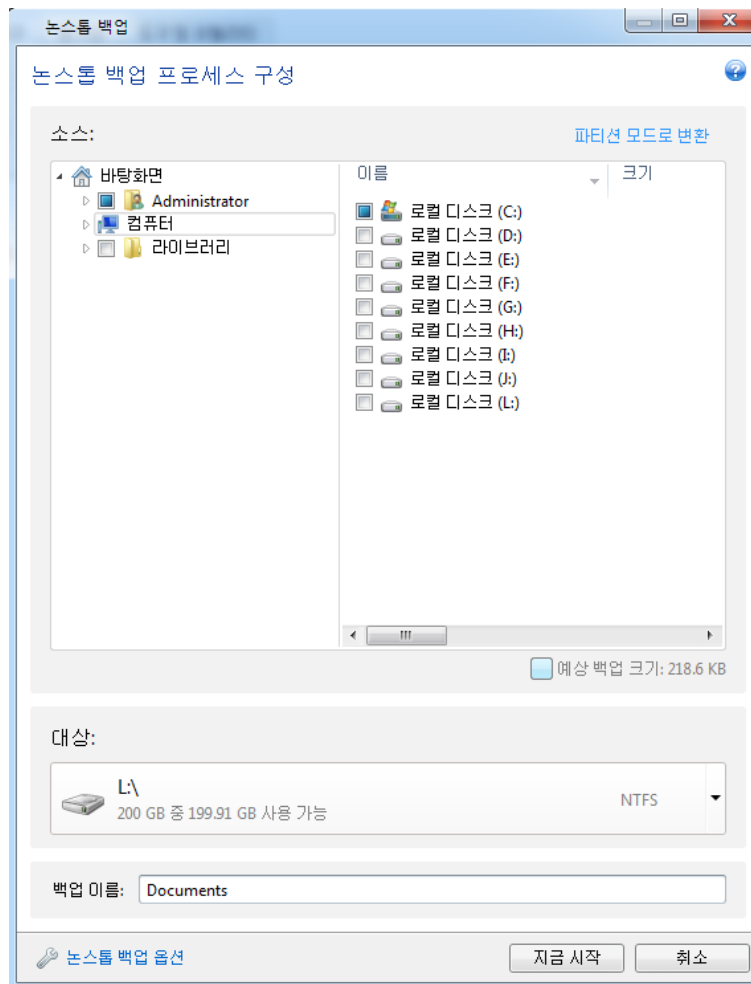 논스톱 백업
논스톱 백업 프로세스 구성
소스:
파티션 모드로 변환
바탕화면
Administrator
컴퓨터
라이브러리
이름 크기
로컬 디스크 (C:)
로컬 디스크 (D:)
로컬 디스크 (E:)
로컬 디스크 (F:)
로컬 디스크 (G:)
로컬 디스크 (H:)
로컬 디스크 (I:)
로컬 디스크 (J:)
로컬 디스크 (L:)
예상 백업 크기: 218.6 KB
대상:
L:\
200 GB 중 199.91 GB 사용 가능
NTFS
백업 이름: Documents
논스톱 백업 옵션
지금 시작 취소